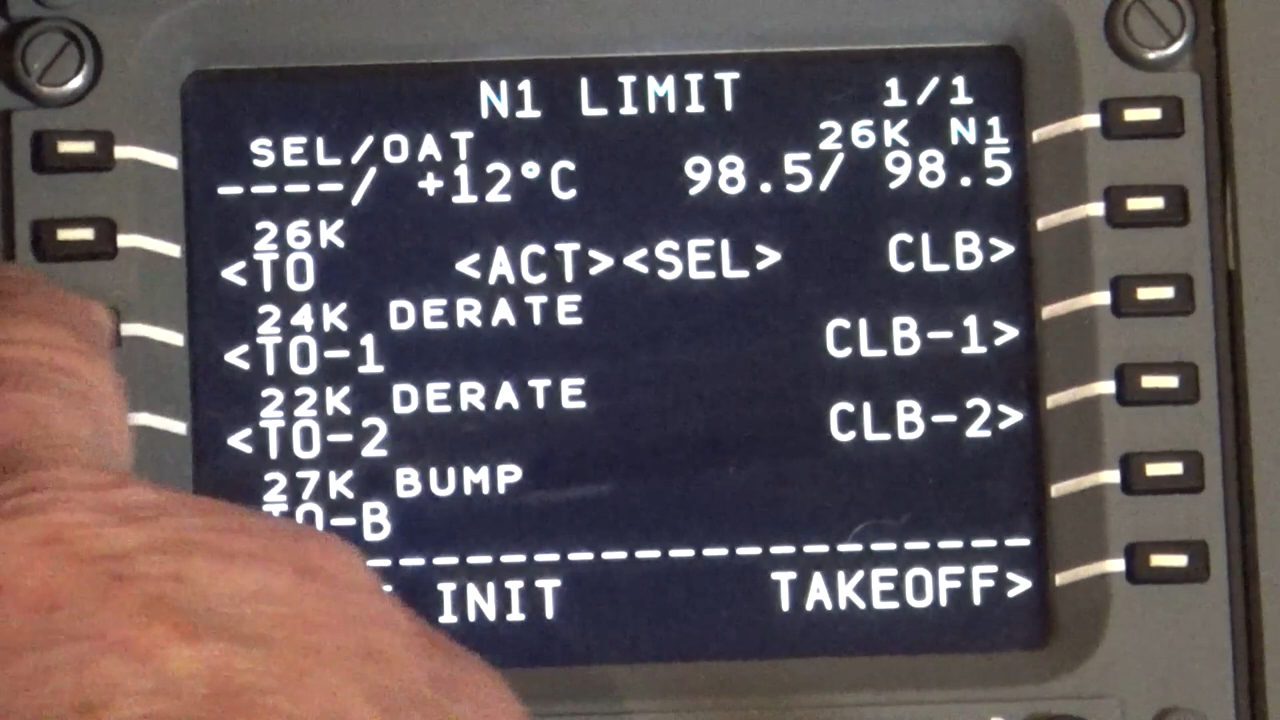 N1 LIMIT 1/1
SEL/OAT 26K N1
----/ +12°C 98.5/ 98.5
26K
<TO <ACT><SEL> CLB>
24K DERATE
<TO-1 CLB-1>
22K DERATE
<TO-2 CLB-2>
27K BUMP
TO-B
------------------------
INIT TAKEOFF>